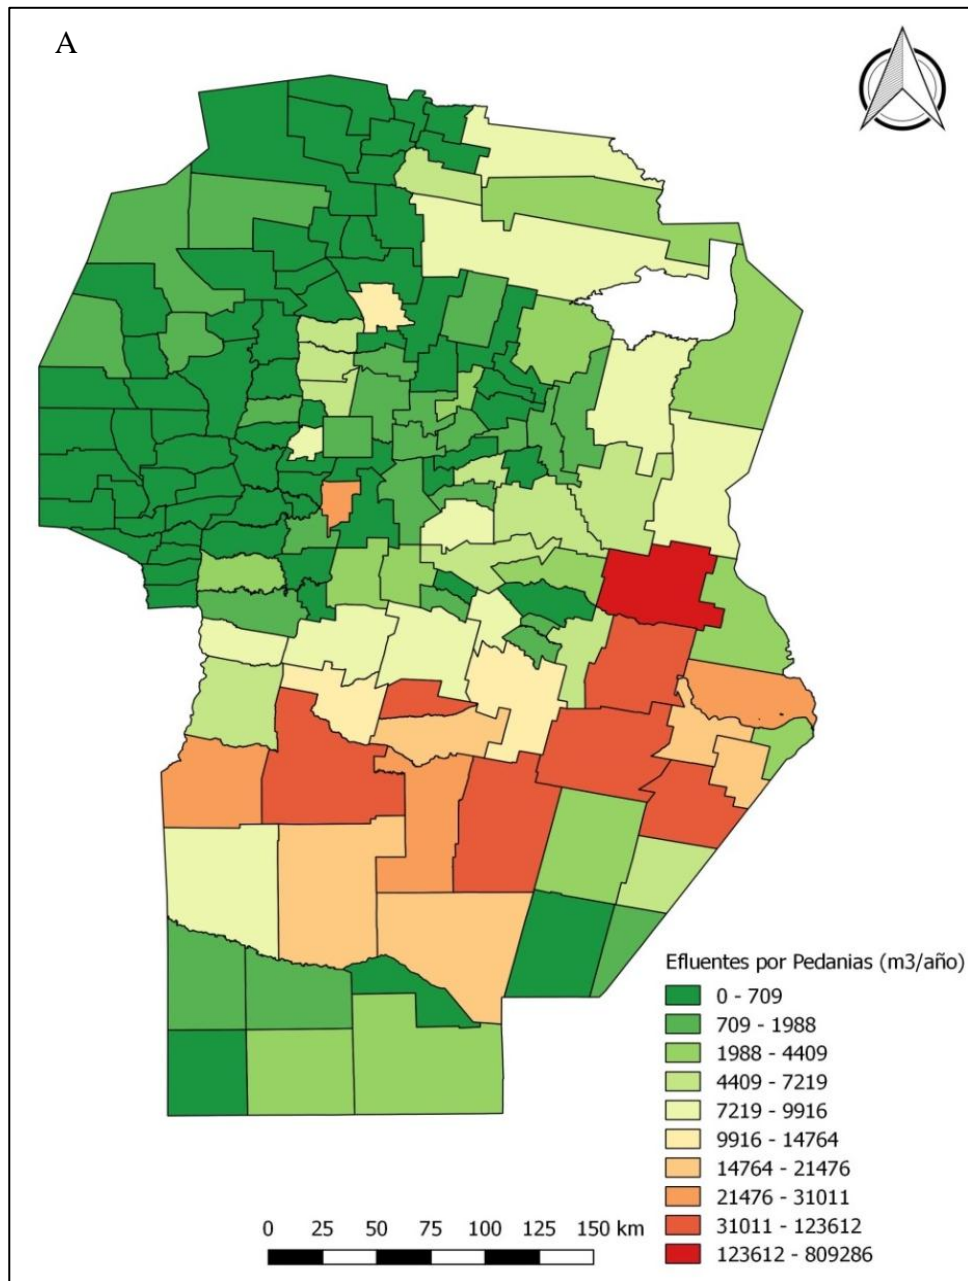 A
Efluentes por Pedanias (m3/año)
0 - 709
709 - 1988
1988 - 4409
4409 - 7219
7219 - 9916
9916 - 14764
14764 - 21476
21476 - 31011
31011 - 123612
123612 - 809286
0 25 50 75 100 125 150 km